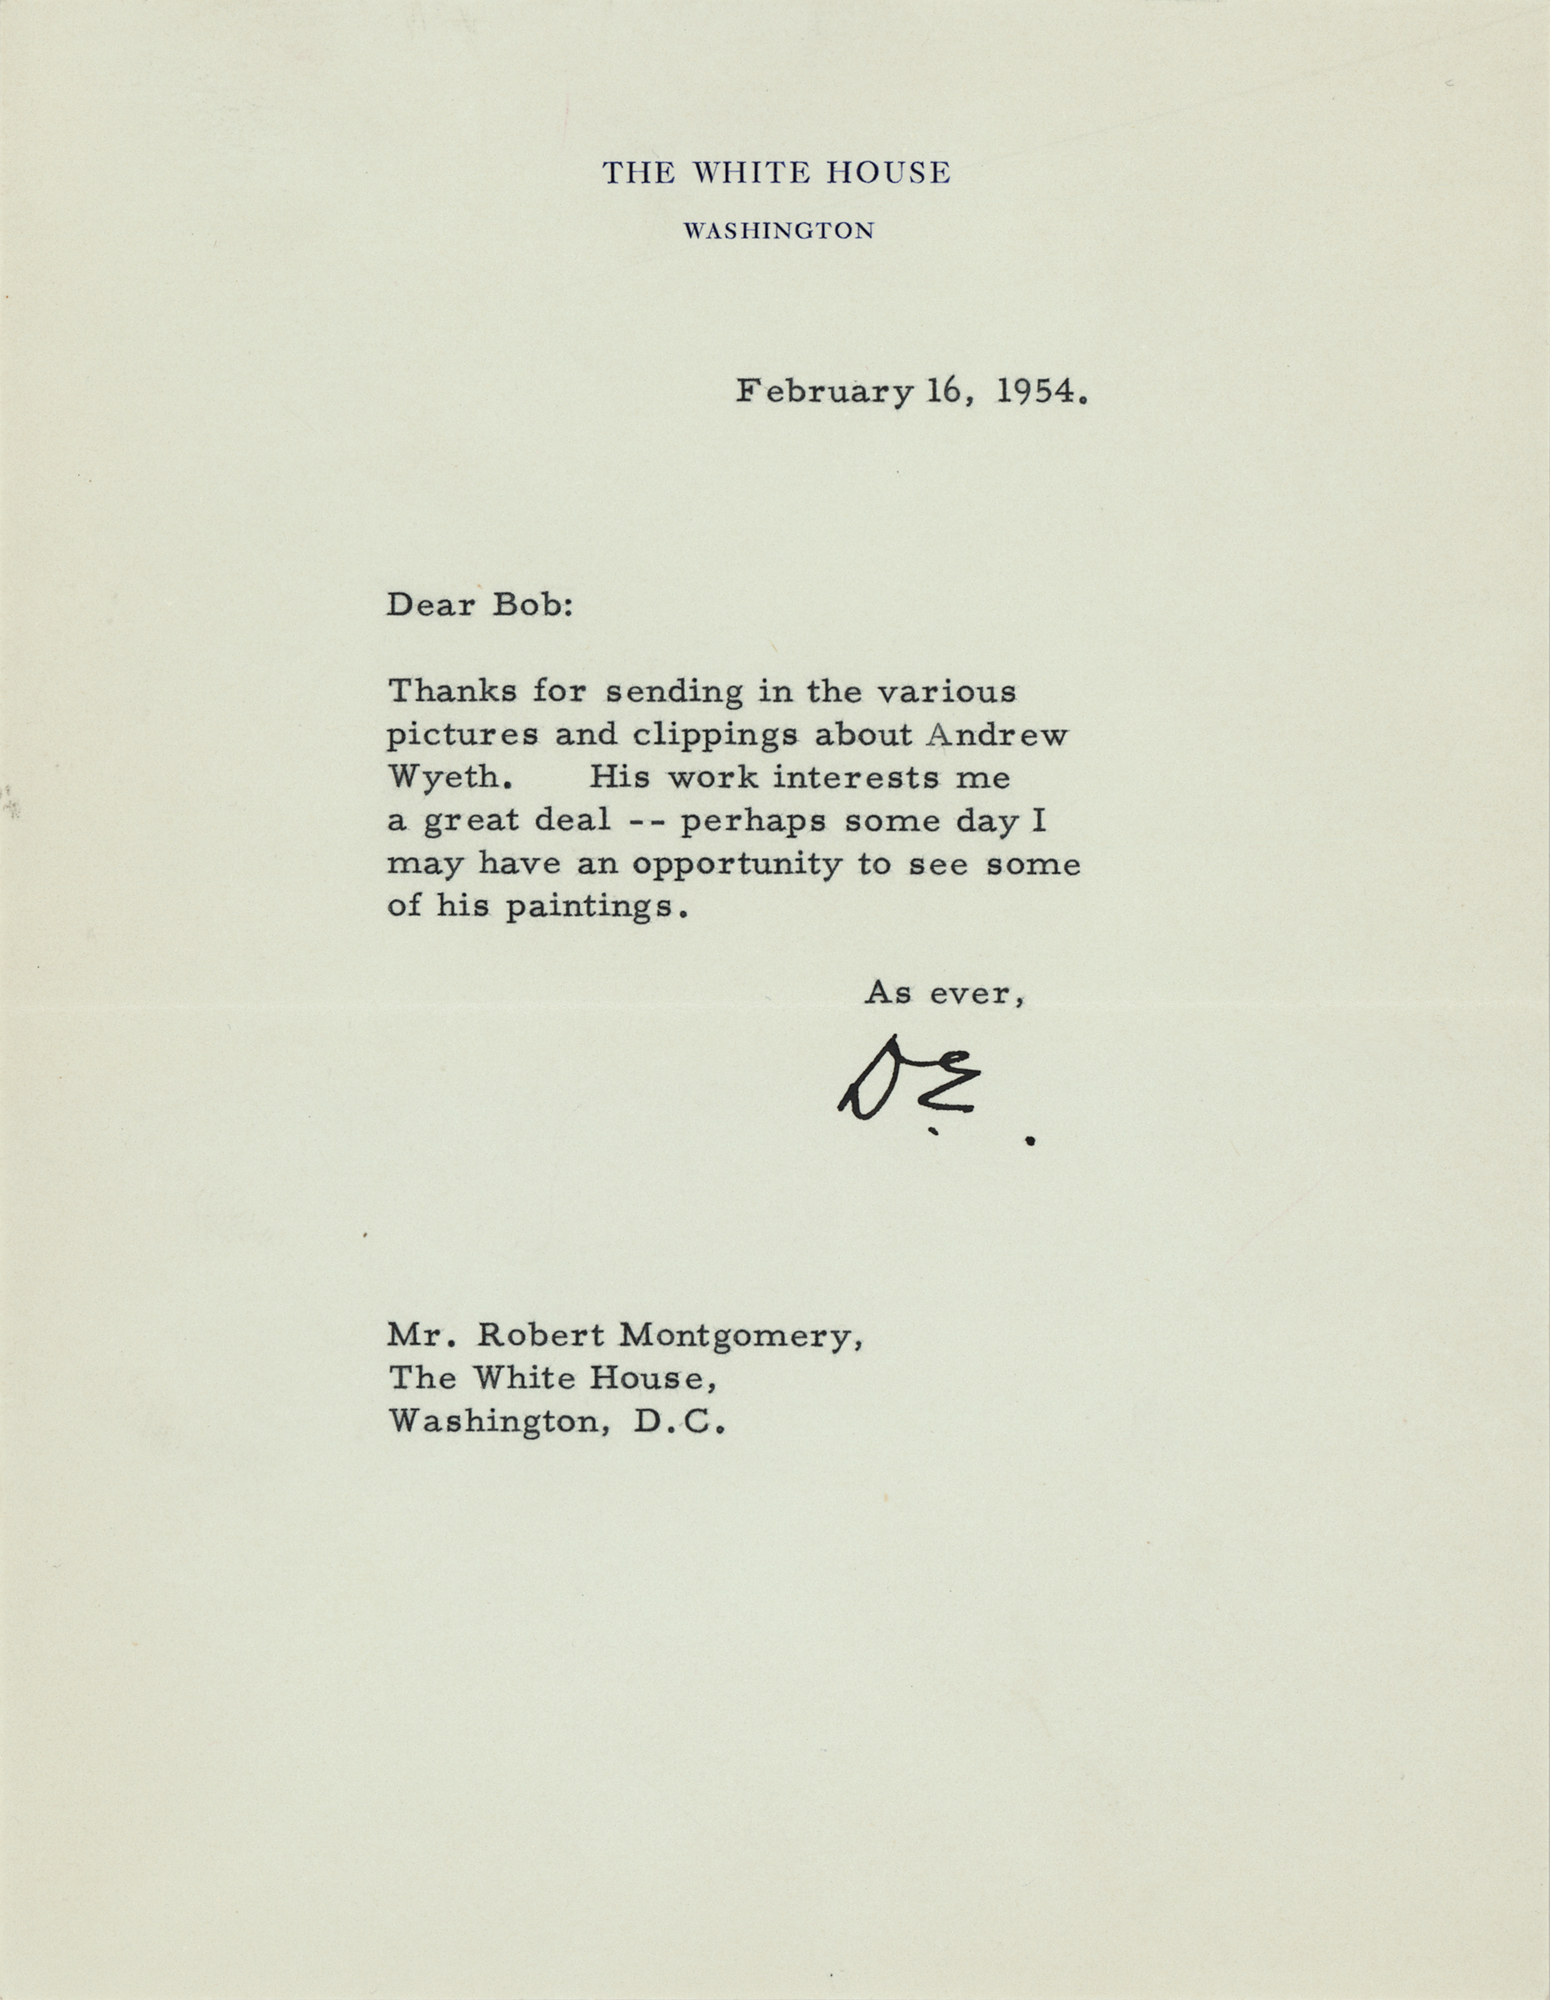 THE WHITE HOUSE
WASHINGTON
February 16, 1954.
Dear Bob:
Thanks for sending in the various
pictures and clippings about Andrew
Wyeth. His work interests me
a great deal -- perhaps some day I
may have an opportunity to see some
of his paintings.
As ever,
D.E.
Mr. Robert Montgomery,
The White House,
Washington, D.C.